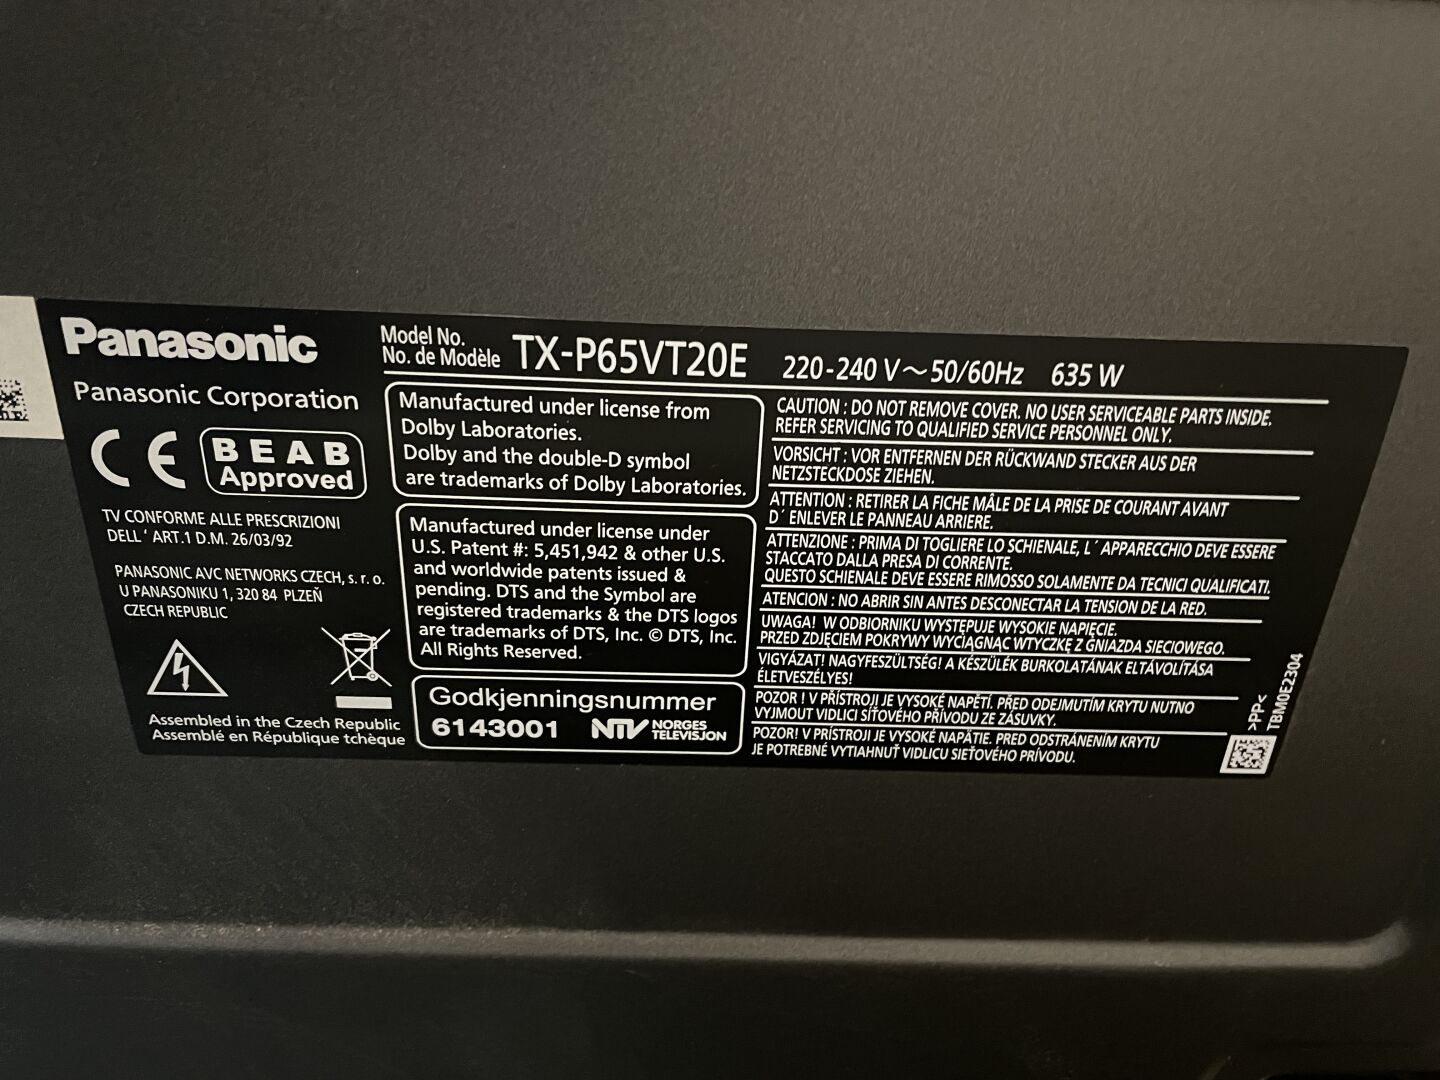 Panasonic
Panasonic Corporation
CE
BEAB
Approved
TV CONFORME ALLE PRESCRIZIONI
DELL´ ART.1 D.M. 26/03/92
PANASONIC AVC NETWORKS CZECH, s. r. o.
U PANASONIKU 1, 320 84 PLZEŇ
CZECH REPUBLIC
Assembled in the Czech Republic
Assemblé en République tchèque
Model No.
No. de Modèle
TX-P65VT20E 220-240 V～50/60Hz 635 W
Manufactured under license from
Dolby Laboratories.
Dolby and the double-D symbol
are trademarks of Dolby Laboratories.
Manufactured under license under
U.S. Patent #: 5,451,942 & other U.S.
and worldwide patents issued &
pending. DTS and the Symbol are
registered trademarks & the DTS logos
are trademarks of DTS, Inc. © DTS, Inc.
All Rights Reserved.
Godkjenningsnummer
6143001 NTV NORGES
TELEVISJON
CAUTION : DO NOT REMOVE COVER. NO USER SERVICEABLE PARTS INSIDE.
REFER SERVICING TO QUALIFIED SERVICE PERSONNEL ONLY.
VORSICHT : VOR ENTFERNEN DER RÜCKWAND STECKER AUS DER
NETZSTECKDOSE ZIEHEN.
ATTENTION : RETIRER LA FICHE MÂLE DE LA PRISE DE COURANT AVANT
D´ ENLEVER LE PANNEAU ARRIERE.
ATTENZIONE : PRIMA DI TOGLIERE LO SCHIENALE, L´ APPARECCHIO DEVE ESSERE
STACCATO DALLA PRESA DI CORRENTE.
QUESTO SCHIENALE DEVE ESSERE RIMOSSO SOLAMENTE DA TECNICI QUALIFICATI.
ATENCION : NO ABRIR SIN ANTES DESCONECTAR LA TENSION DE LA RED.
UWAGA! W ODBIORNIKU WYSTĘPUJE WYSOKIE NAPIĘCIE.
PRZED ZDJĘCIEM POKRYWY WYCIĄGNĄĆ WTYCZKĘ Z GNIAZDA SIECIOWEGO.
VIGYÁZAT! NAGYFESZÜLTSÉG! A KÉSZÜLÉK BURKOLATÁNAK ELTÁVOLÍTÁSA
ÉLETVESZÉLYES!
POZOR ! V PŘÍSTROJI JE VYSOKÉ NAPĚTÍ. PŘED ODEJMUTÍM KRYTU NUTNO
VYJMOUT VIDLICI SÍŤOVÉHO PŘÍVODU ZE ZÁSUVKY.
POZOR! V PRÍSTROJI JE VYSOKÉ NAPÄTIE. PRED ODSTRÁNENÍM KRYTU
JE POTREBNÉ VYTIAHNUŤ VIDLICU SIEŤOVÉHO PRÍVODU.
>PP<
TBM0E2304